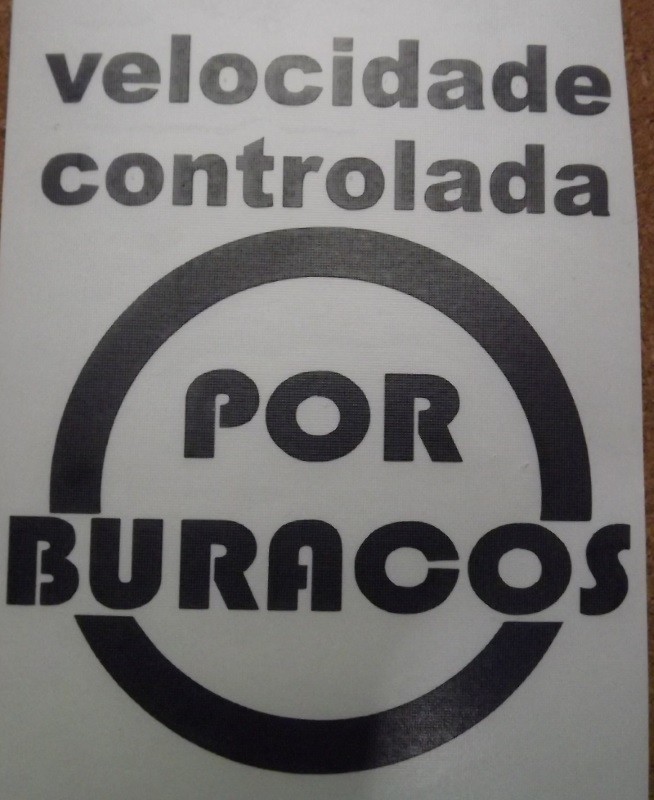 velocidade
controlada
POR
BURACOS